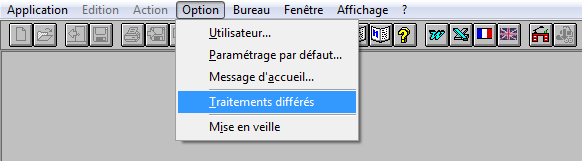 Application Edition Action Option Bureau Fenêtre Affichage ?
Utilisateur...
Paramétrage par défaut...
Message d'accueil...
Traitements différés
Mise en veille